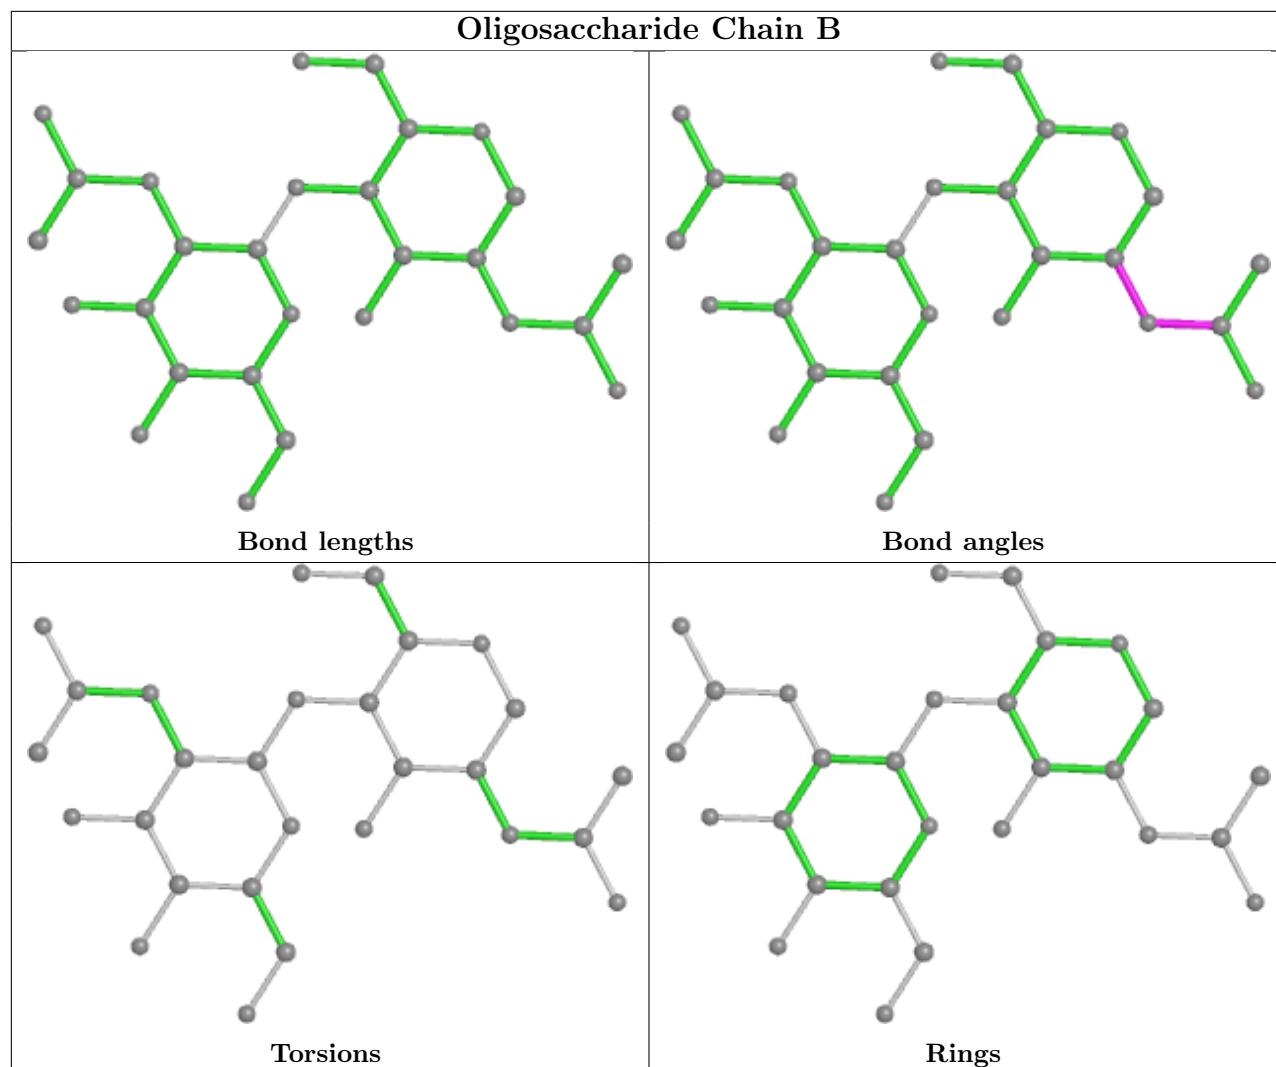 Oligosaccharide Chain B
Bond lengths
Bond angles
Torsions
Rings